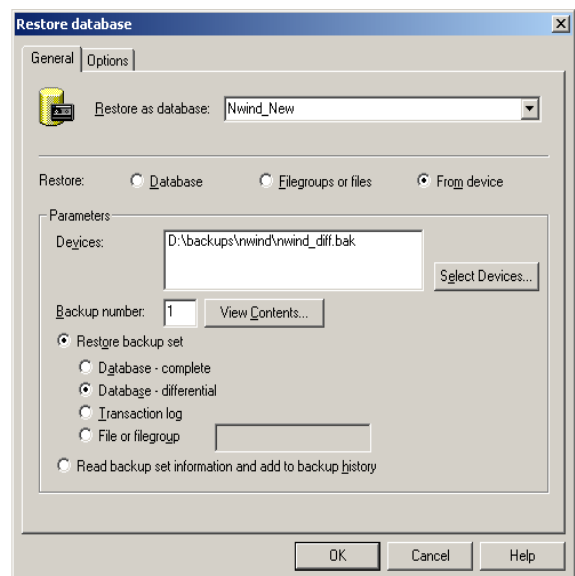 Restore database
General Options
Restore as database: Nwind_New
Restore: Database Filegroups or files From device
Parameters
Devices: D:\backups\nwind\nwind_diff.bak
Select Devices...
Backup number: 1 View Contents...
Restore backup set
Database - complete
Database - differential
Transaction log
File or filegroup
Read backup set information and add to backup history
OK Cancel Help